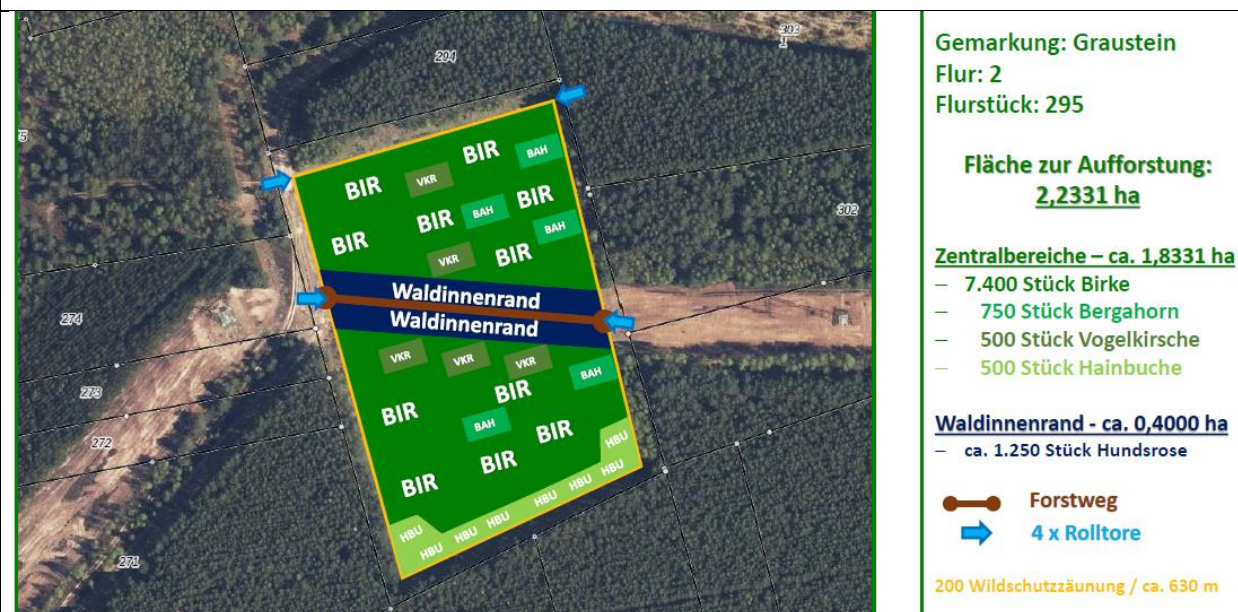 303
1
294
5
BIR
BAH
BIR
VKR
BIR
BIR
BAH
BIR
BAH
BIR
VKR
302
Waldinnenrand
Waldinnenrand
274
VKR
VKR
VKR
273
BAH
BIR
BIR
272
BAH
BIR
HBU
BIR
HBU
BIR
HBU
HBU
HBU
HBU
HBU
HBU
HBU
271
Gemarkung: Graustein
Flur: 2
Flurstück: 295
Fläche zur Aufforstung:
2,2331 ha
Zentralbereiche – ca. 1,8331 ha
– 7.400 Stück Birke
– 750 Stück Bergahorn
– 500 Stück Vogelkirsche
– 500 Stück Hainbuche
Waldinnenrand - ca. 0,4000 ha
– ca. 1.250 Stück Hundsrose
Forstweg
4 x Rolltore
200 Wildschutzzäunung / ca. 630 m